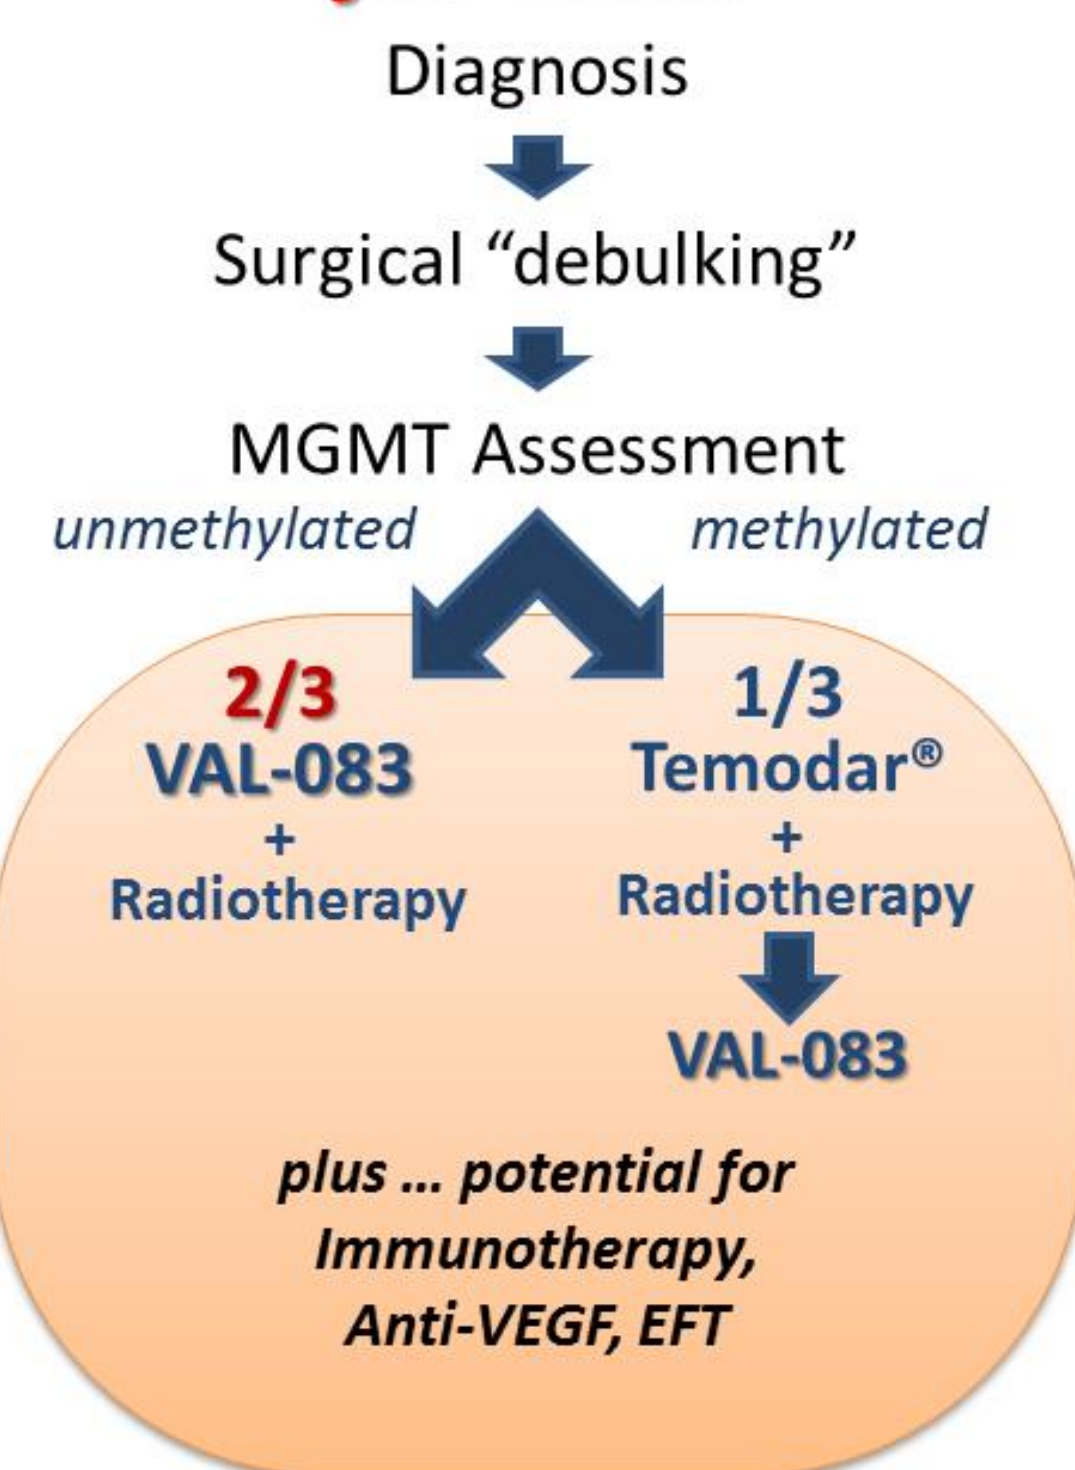 Diagnosis
Surgical “debulking”
MGMT Assessment
unmethylated
methylated
2/3
VAL-083
+
Radiotherapy
1/3
Temodar®
+
Radiotherapy
VAL-083
plus ... potential for
Immunotherapy,
Anti-VEGF, EFT